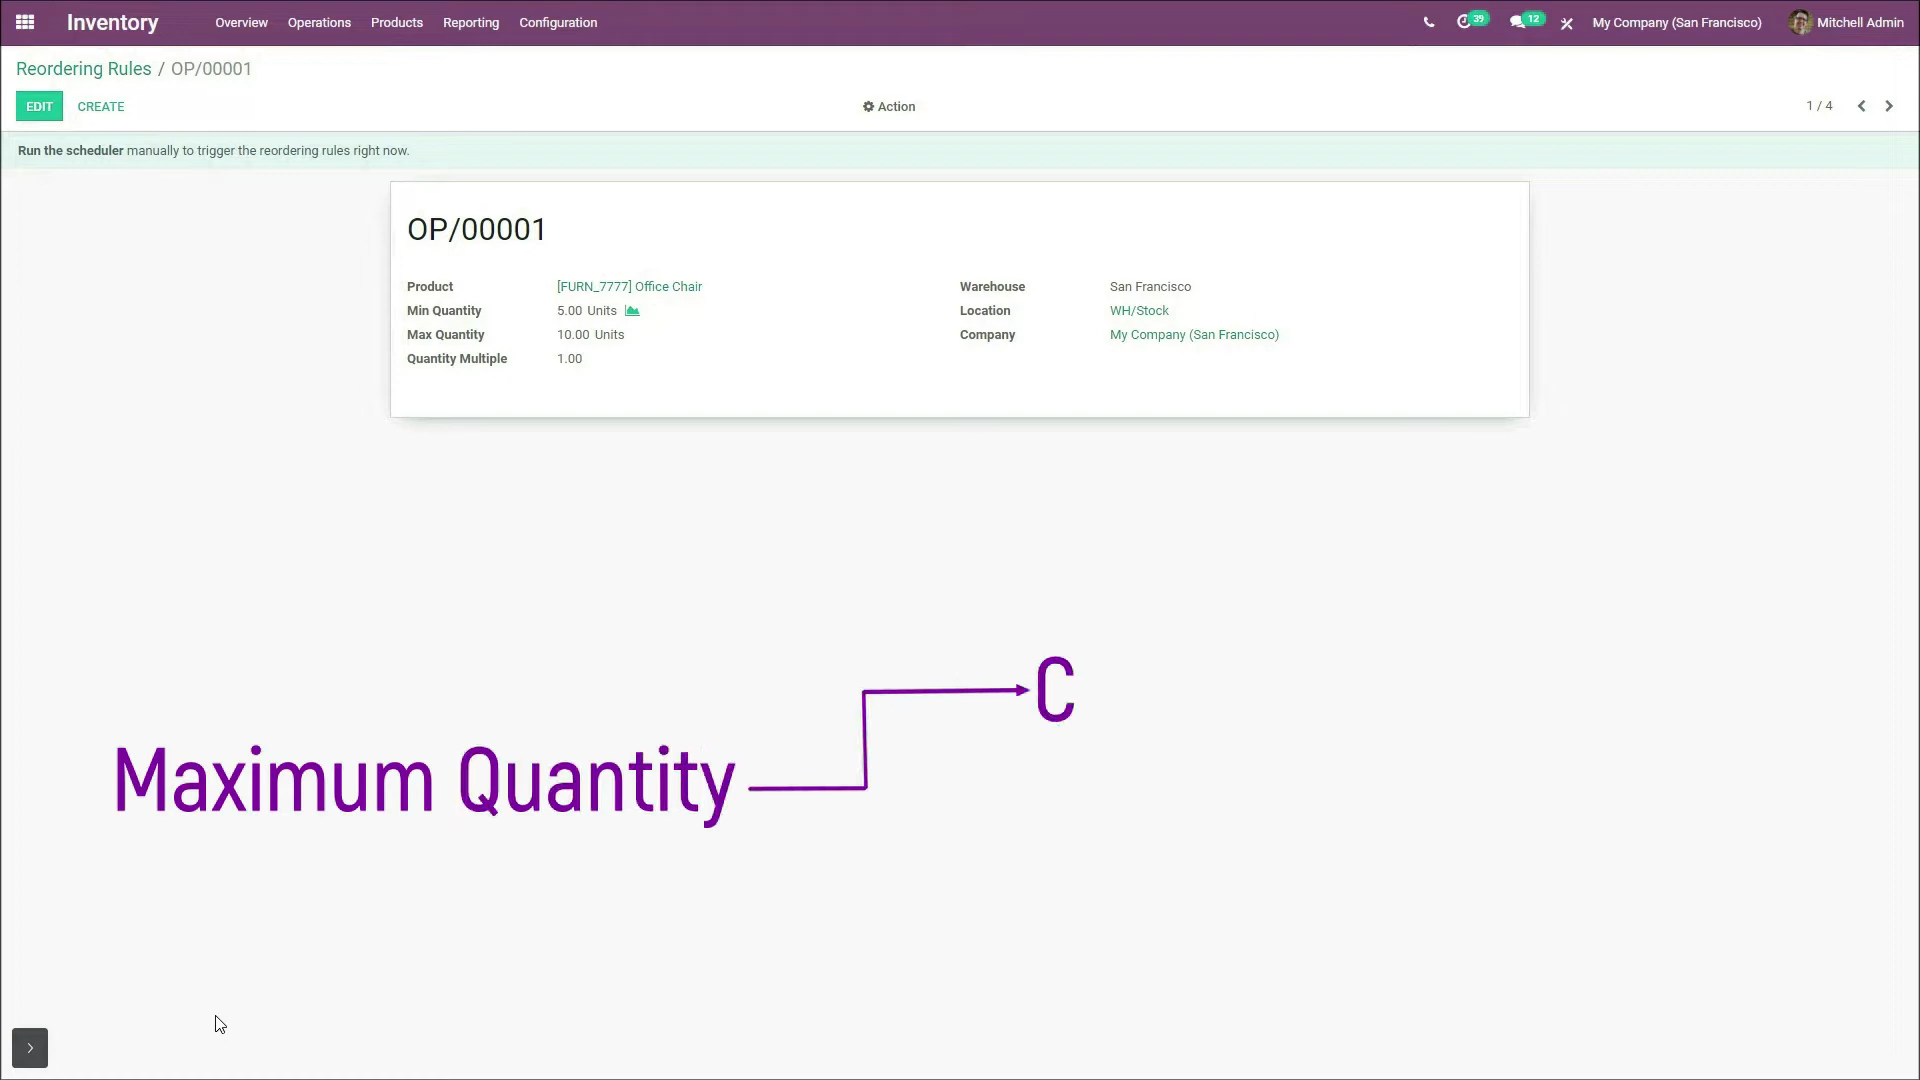 Inventory Overview Operations Products Reporting Configuration 39 12 My Company (San Francisco) Mitchell Admin
Reordering Rules / OP/00001
EDIT CREATE Action 1 / 4
Run the scheduler manually to trigger the reordering rules right now.
OP/00001
Product [FURN_7777] Office Chair Warehouse San Francisco
Min Quantity 5.00 Units Location WH/Stock
Max Quantity 10.00 Units Company My Company (San Francisco)
Quantity Multiple 1.00
C
Maximum Quantity